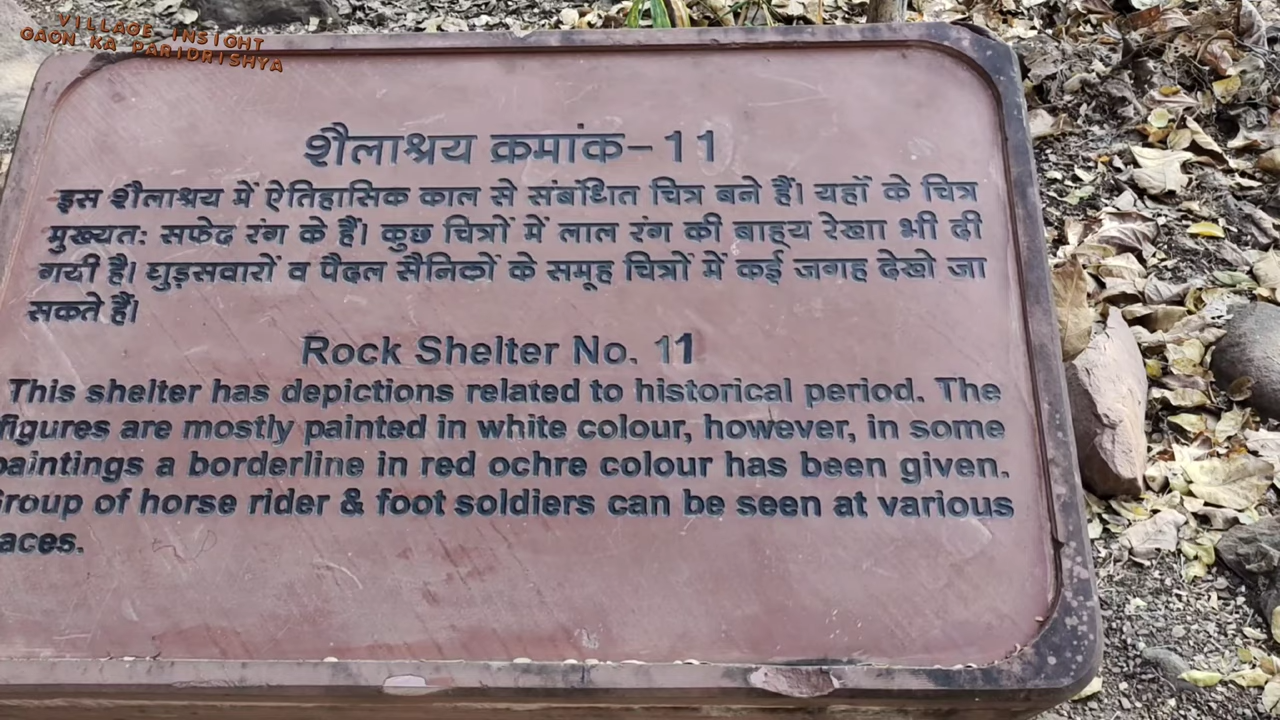 VILLAGE INSIGHT
GAON KA PARIDRISHYA
शैलाश्रय क्रमांक-11
इस शैलाश्रय में ऐतिहासिक काल से संबंधित चित्र बने हैं। यहाँ के चित्र
मुख्यतः सफेद रंग के हैं। कुछ चित्रों में लाल रंग की बाह्य रेखा भी दी
गयी है। घुड़सवारों व पैदल सैनिकों के समूह चित्रों में कई जगह देखे जा
सकते हैं।
Rock Shelter No. 11
This shelter has depictions related to historical period. The
figures are mostly painted in white colour, however, in some
paintings a borderline in red ochre colour has been given.
Group of horse rider & foot soldiers can be seen at various
aces.